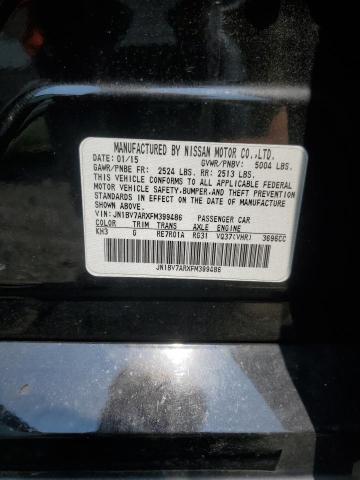 MANUFACTURED BY NISSAN MOTOR CO.,LTD.
DATE: 01/15 GVWR/PNBV: 5004 LBS.
GAWR/PNBE FR: 2524 LBS. RR: 2513 LBS.
THIS VEHICLE CONFORMS TO ALL APPLICABLE FEDERAL
MOTOR VEHICLE SAFETY, BUMPER, AND THEFT PREVENTION
STANDARDS IN EFFECT ON THE DATE OF MANUFACTURE
SHOWN ABOVE.
VIN: JN1BV7ARXFM399486 PASSENGER CAR
COLOR TRIM TRANS AXLE ENGINE
KH3 G RE7R01A RG31 VQ37(VHR) 3696CC
JN1BV7ARXFM399486